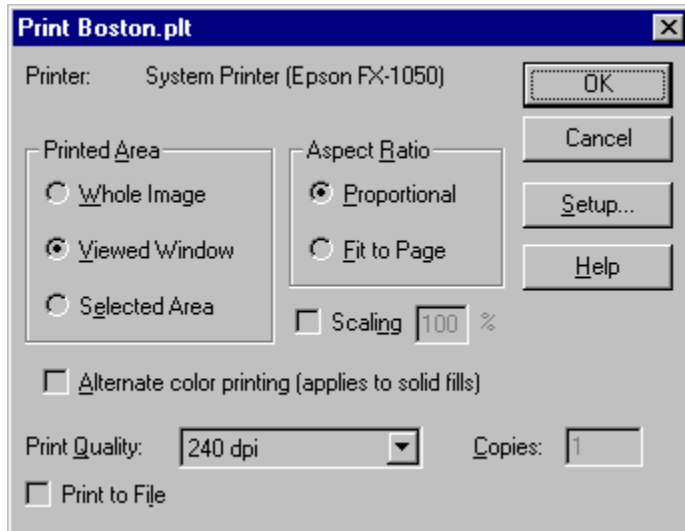 Print Boston.plt
Printer: System Printer (Epson FX-1050)
OK
Cancel
Setup...
Help
Printed Area
Whole Image
Viewed Window
Selected Area
Aspect Ratio
Proportional
Fit to Page
Scaling 100 %
Alternate color printing (applies to solid fills)
Print Quality: 240 dpi
Copies: 1
Print to File